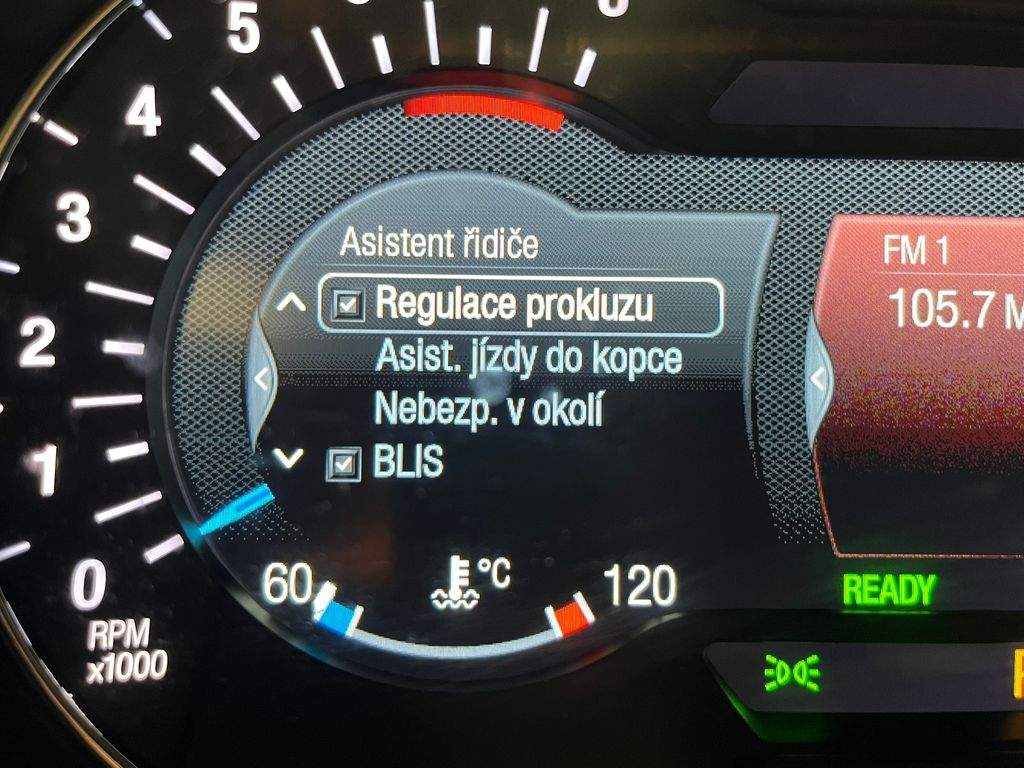 5
4
3
2
1
0
RPM
x1000
Asistent řidiče
Regulace prokluzu
Asist. jízdy do kopce
Nebezp. v okolí
BLIS
60
°C
120
FM 1
105.7
READY